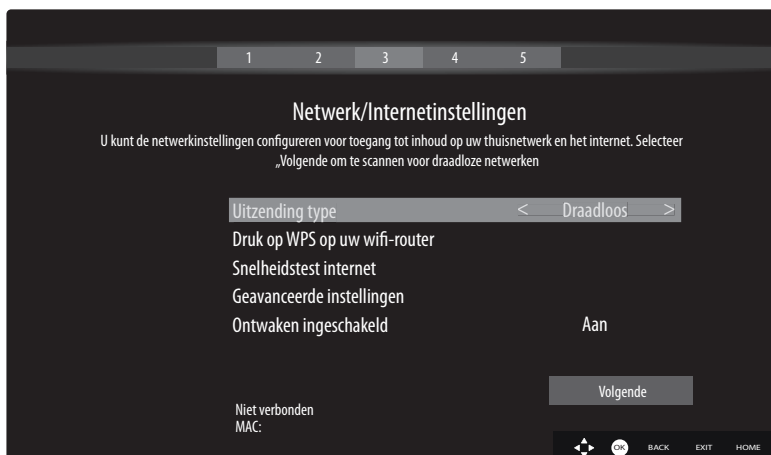 1 2 3 4 5
Netwerk/Internetinstellingen
U kunt de netwerkinstellingen configureren voor toegang tot inhoud op uw thuisnetwerk en het internet. Selecteer
„Volgende om te scannen voor draadloze netwerken
Uitzending type < Draadloos >
Druk op WPS op uw wifi-router
Snelheidstest internet
Geavanceerde instellingen
Ontwaken ingeschakeld Aan
Volgende
Niet verbonden
MAC:
OK BACK EXIT HOME